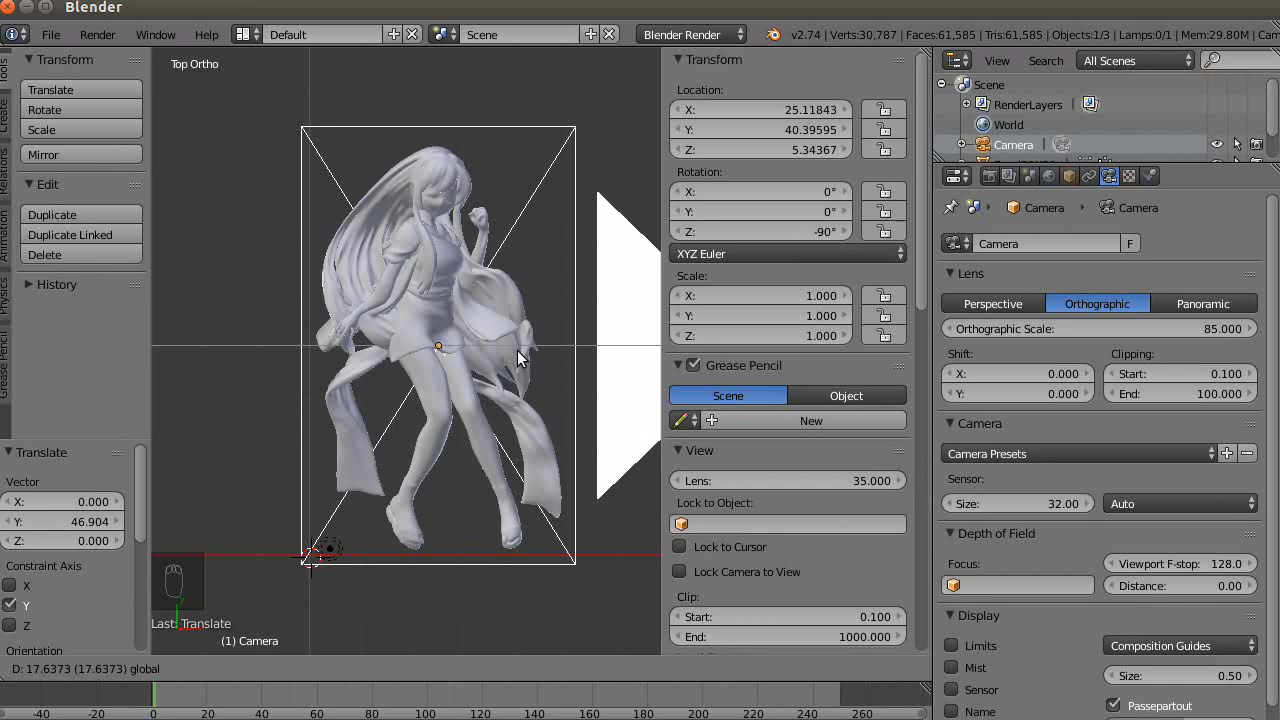 Blender
File Render Window Help Default Scene Blender Render v2.74 | Verts:30,787 | Faces:61,585 | Tris:61,585 | Objects:1/3 | Lamps:0/1 | Mem:29.80M | Cam
Tools
Create
Relations
Animation
Physics
Grease Pencil
Transform
Translate
Rotate
Scale
Mirror
Edit
Duplicate
Duplicate Linked
Delete
History
Translate
Vector
X: 0.000
Y: 46.904
Z: 0.000
Constraint Axis
X
Y
Z
Orientation
Top Ortho
Last: Translate
(1) Camera
D: 17.6373 (17.6373) global
Transform
Location:
X: 25.11843
Y: 40.39595
Z: 5.34367
Rotation:
X: 0°
Y: 0°
Z: -90°
XYZ Euler
Scale:
X: 1.000
Y: 1.000
Z: 1.000
Grease Pencil
Scene Object
New
View
Lens: 35.000
Lock to Object:
Lock to Cursor
Lock Camera to View
Clip:
Start: 0.100
End: 1000.000
View Search All Scenes
Scene
RenderLayers
World
Camera
Camera Camera
Camera F
Lens
Perspective Orthographic Panoramic
Orthographic Scale: 85.000
Shift: Clipping:
X: 0.000 Start: 0.100
Y: 0.000 End: 100.000
Camera
Camera Presets
Sensor:
Size: 32.00 Auto
Depth of Field
Focus: Viewport F-stop: 128.0
Distance: 0.00
Display
Limits Composition Guides
Mist Size: 0.50
Sensor
Name Passepartout
-40 -20 0 20 40 60 80 100 120 140 160 180 200 220 240 260